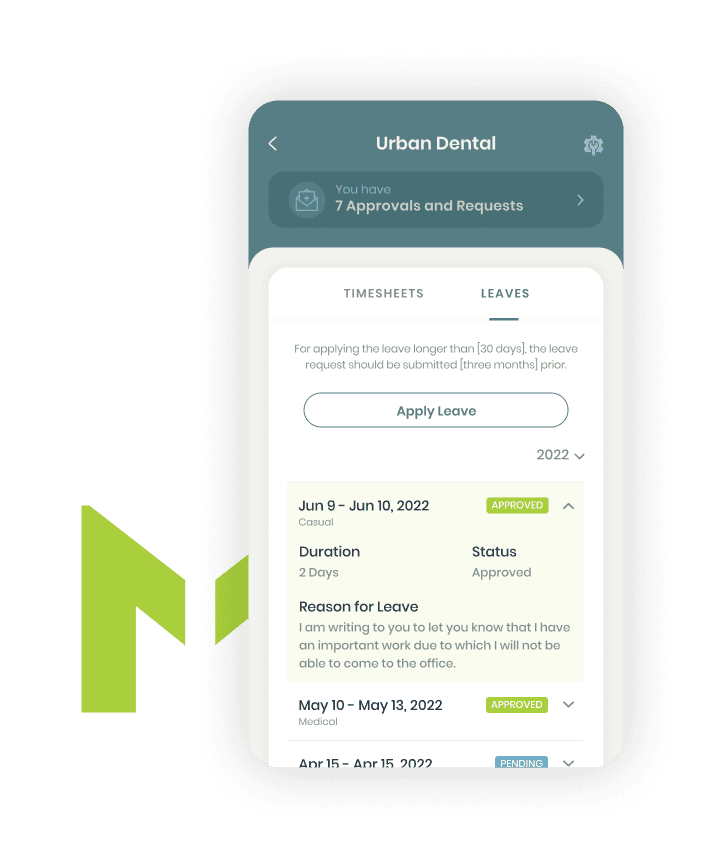 Urban Dental
You have
7 Approvals and Requests
TIMESHEETS LEAVES
For applying the leave longer than [30 days], the leave
request should be submitted [three months] prior.
Apply Leave
2022
Jun 9 - Jun 10, 2022 APPROVED
Casual
Duration Status
2 Days Approved
Reason for Leave
I am writing to you to let you know that I have
an important work due to which I will not be
able to come to the office.
May 10 - May 13, 2022 APPROVED
Medical
Apr 15 - Apr 15, 2022 PENDING